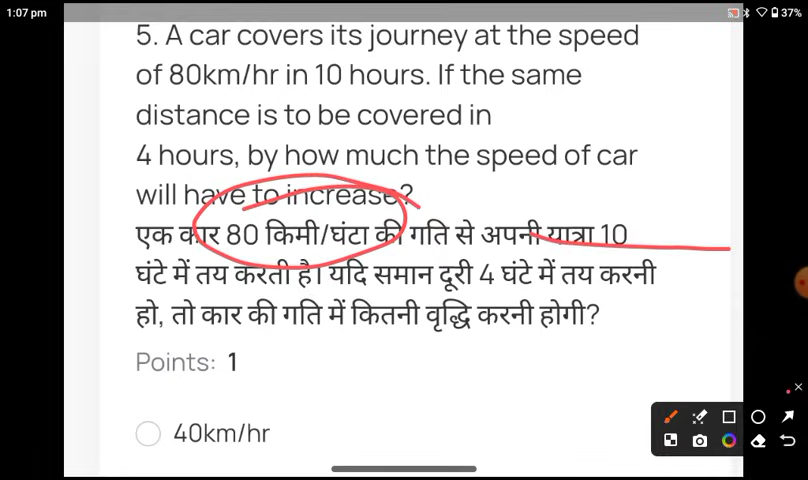 1:07 pm
37%
5. A car covers its journey at the speed
of 80km/hr in 10 hours. If the same
distance is to be covered in
4 hours, by how much the speed of car
will have to increase?
एक कार 80 किमी/घंटा की गति से अपनी यात्रा 10
घंटे में तय करती है। यदि समान दूरी 4 घंटे में तय करनी
हो, तो कार की गति में कितनी वृद्धि करनी होगी?
Points: 1
40km/hr